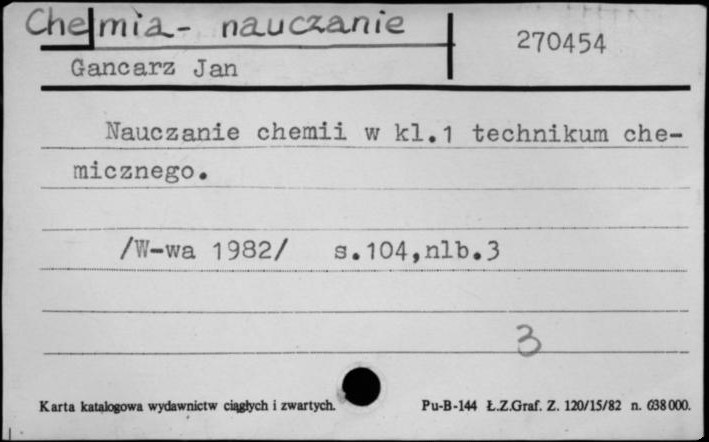 Chemia - nauczanie
270454
Gancarz Jan
Nauczanie chemii w kl.1 technikum che-
micznego.
/W-wa 1982/ s.104,nlb.3
3
Karta katalogowa wydawnictw ciągłych i zwartych.
Pu-B-144 Ł.Z.Graf. Z. 120/15/82 n. 638000.